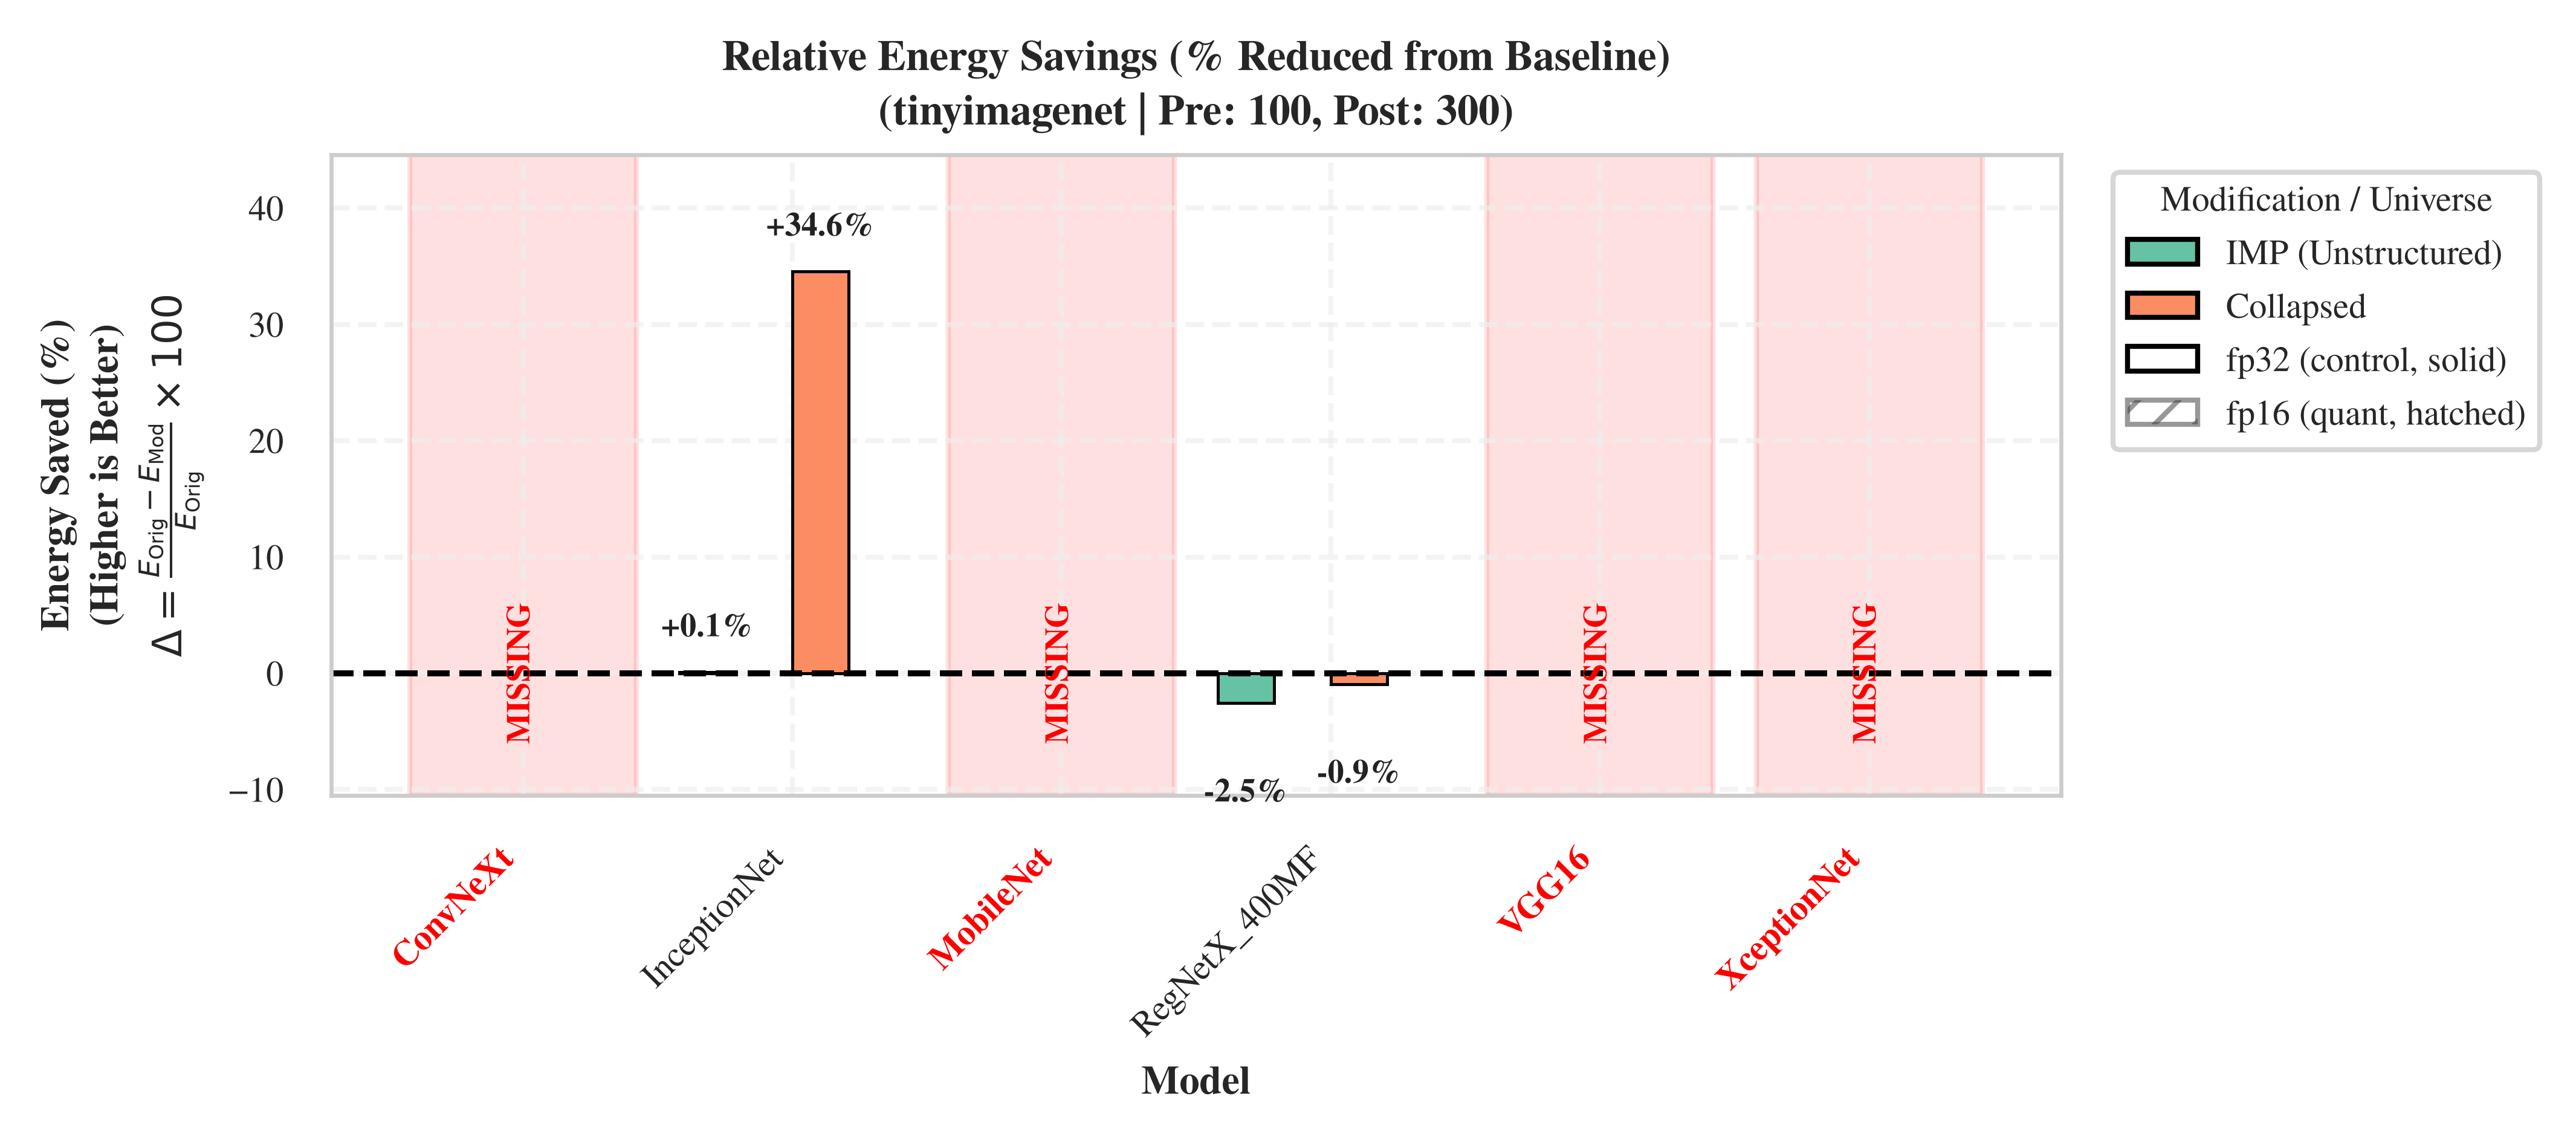 Relative Energy Savings (% Reduced from Baseline)
(tinyimagenet | Pre: 100, Post: 300)
Energy Saved (%)
(Higher is Better)
Δ = (E_Orig − E_Mod) / E_Orig × 100
40
30
20
10
0
−10
MISSING
+0.1%
+34.6%
MISSING
-2.5%
-0.9%
MISSING
MISSING
ConvNeXt
InceptionNet
MobileNet
RegNetX_400MF
VGG16
XceptionNet
Model
Modification / Universe
IMP (Unstructured)
Collapsed
fp32 (control, solid)
fp16 (quant, hatched)